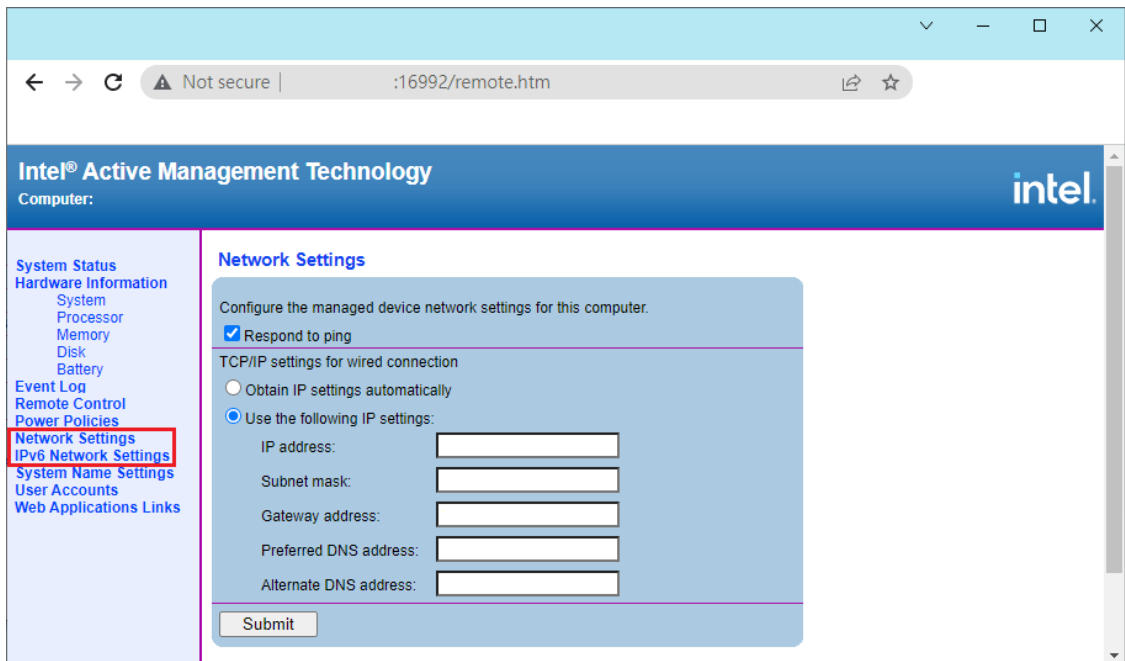 Not secure | :16992/remote.htm
Intel® Active Management Technology
Computer:
intel.
System Status
Hardware Information
System
Processor
Memory
Disk
Battery
Event Log
Remote Control
Power Policies
Network Settings
IPv6 Network Settings
System Name Settings
User Accounts
Web Applications Links
Network Settings
Configure the managed device network settings for this computer.
Respond to ping
TCP/IP settings for wired connection
Obtain IP settings automatically
Use the following IP settings:
IP address:
Subnet mask:
Gateway address:
Preferred DNS address:
Alternate DNS address:
Submit